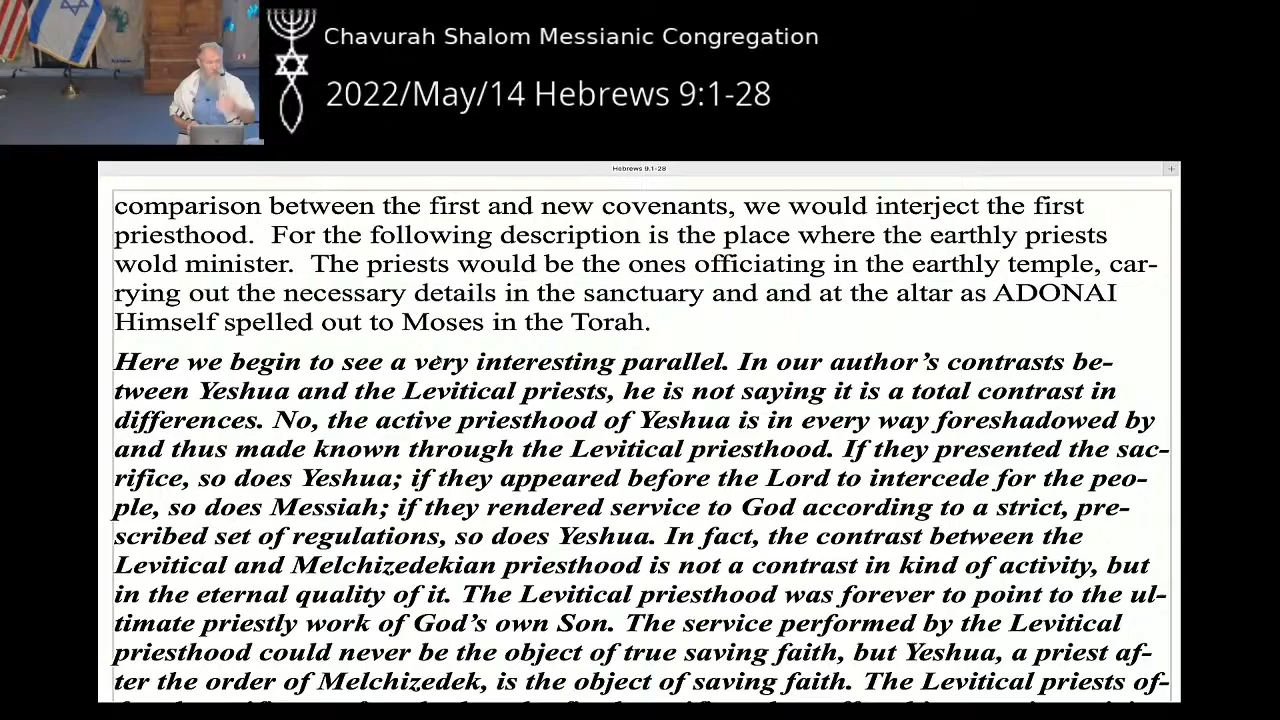 Chavurah Shalom Messianic Congregation
2022/May/14 Hebrews 9:1-28
Hebrews 9.1-28
comparison between the first and new covenants, we would interject the first
priesthood.  For the following description is the place where the earthly priests
wold minister.  The priests would be the ones officiating in the earthly temple, car-
rying out the necessary details in the sanctuary and and at the altar as ADONAI
Himself spelled out to Moses in the Torah.
Here we begin to see a very interesting parallel. In our author’s contrasts be-
tween Yeshua and the Levitical priests, he is not saying it is a total contrast in
differences. No, the active priesthood of Yeshua is in every way foreshadowed by
and thus made known through the Levitical priesthood. If they presented the sac-
rifice, so does Yeshua; if they appeared before the Lord to intercede for the peo-
ple, so does Messiah; if they rendered service to God according to a strict, pre-
scribed set of regulations, so does Yeshua. In fact, the contrast between the
Levitical and Melchizedekian priesthood is not a contrast in kind of activity, but
in the eternal quality of it. The Levitical priesthood was forever to point to the ul-
timate priestly work of God’s own Son. The service performed by the Levitical
priesthood could never be the object of true saving faith, but Yeshua, a priest af-
ter the order of Melchizedek, is the object of saving faith. The Levitical priests of-